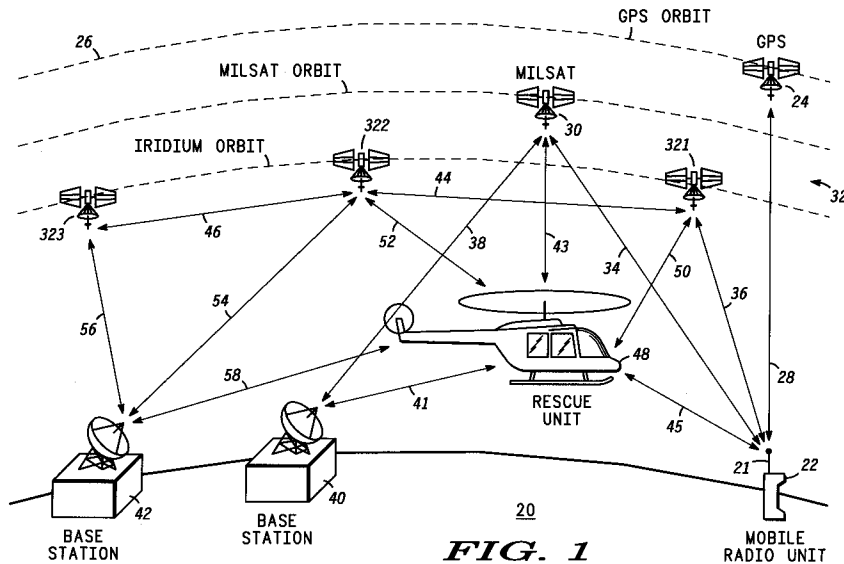 GPS ORBIT
26
GPS
MILSAT ORBIT
MILSAT
24
30
322
IRIDIUM ORBIT
321
44
32
323
46
52
38
43
34
50
36
54
56
48
58
41
RESCUE
UNIT
28
45
21
22
42
40
20
BASE
STATION
BASE
STATION
MOBILE
RADIO UNIT
FIG. 1